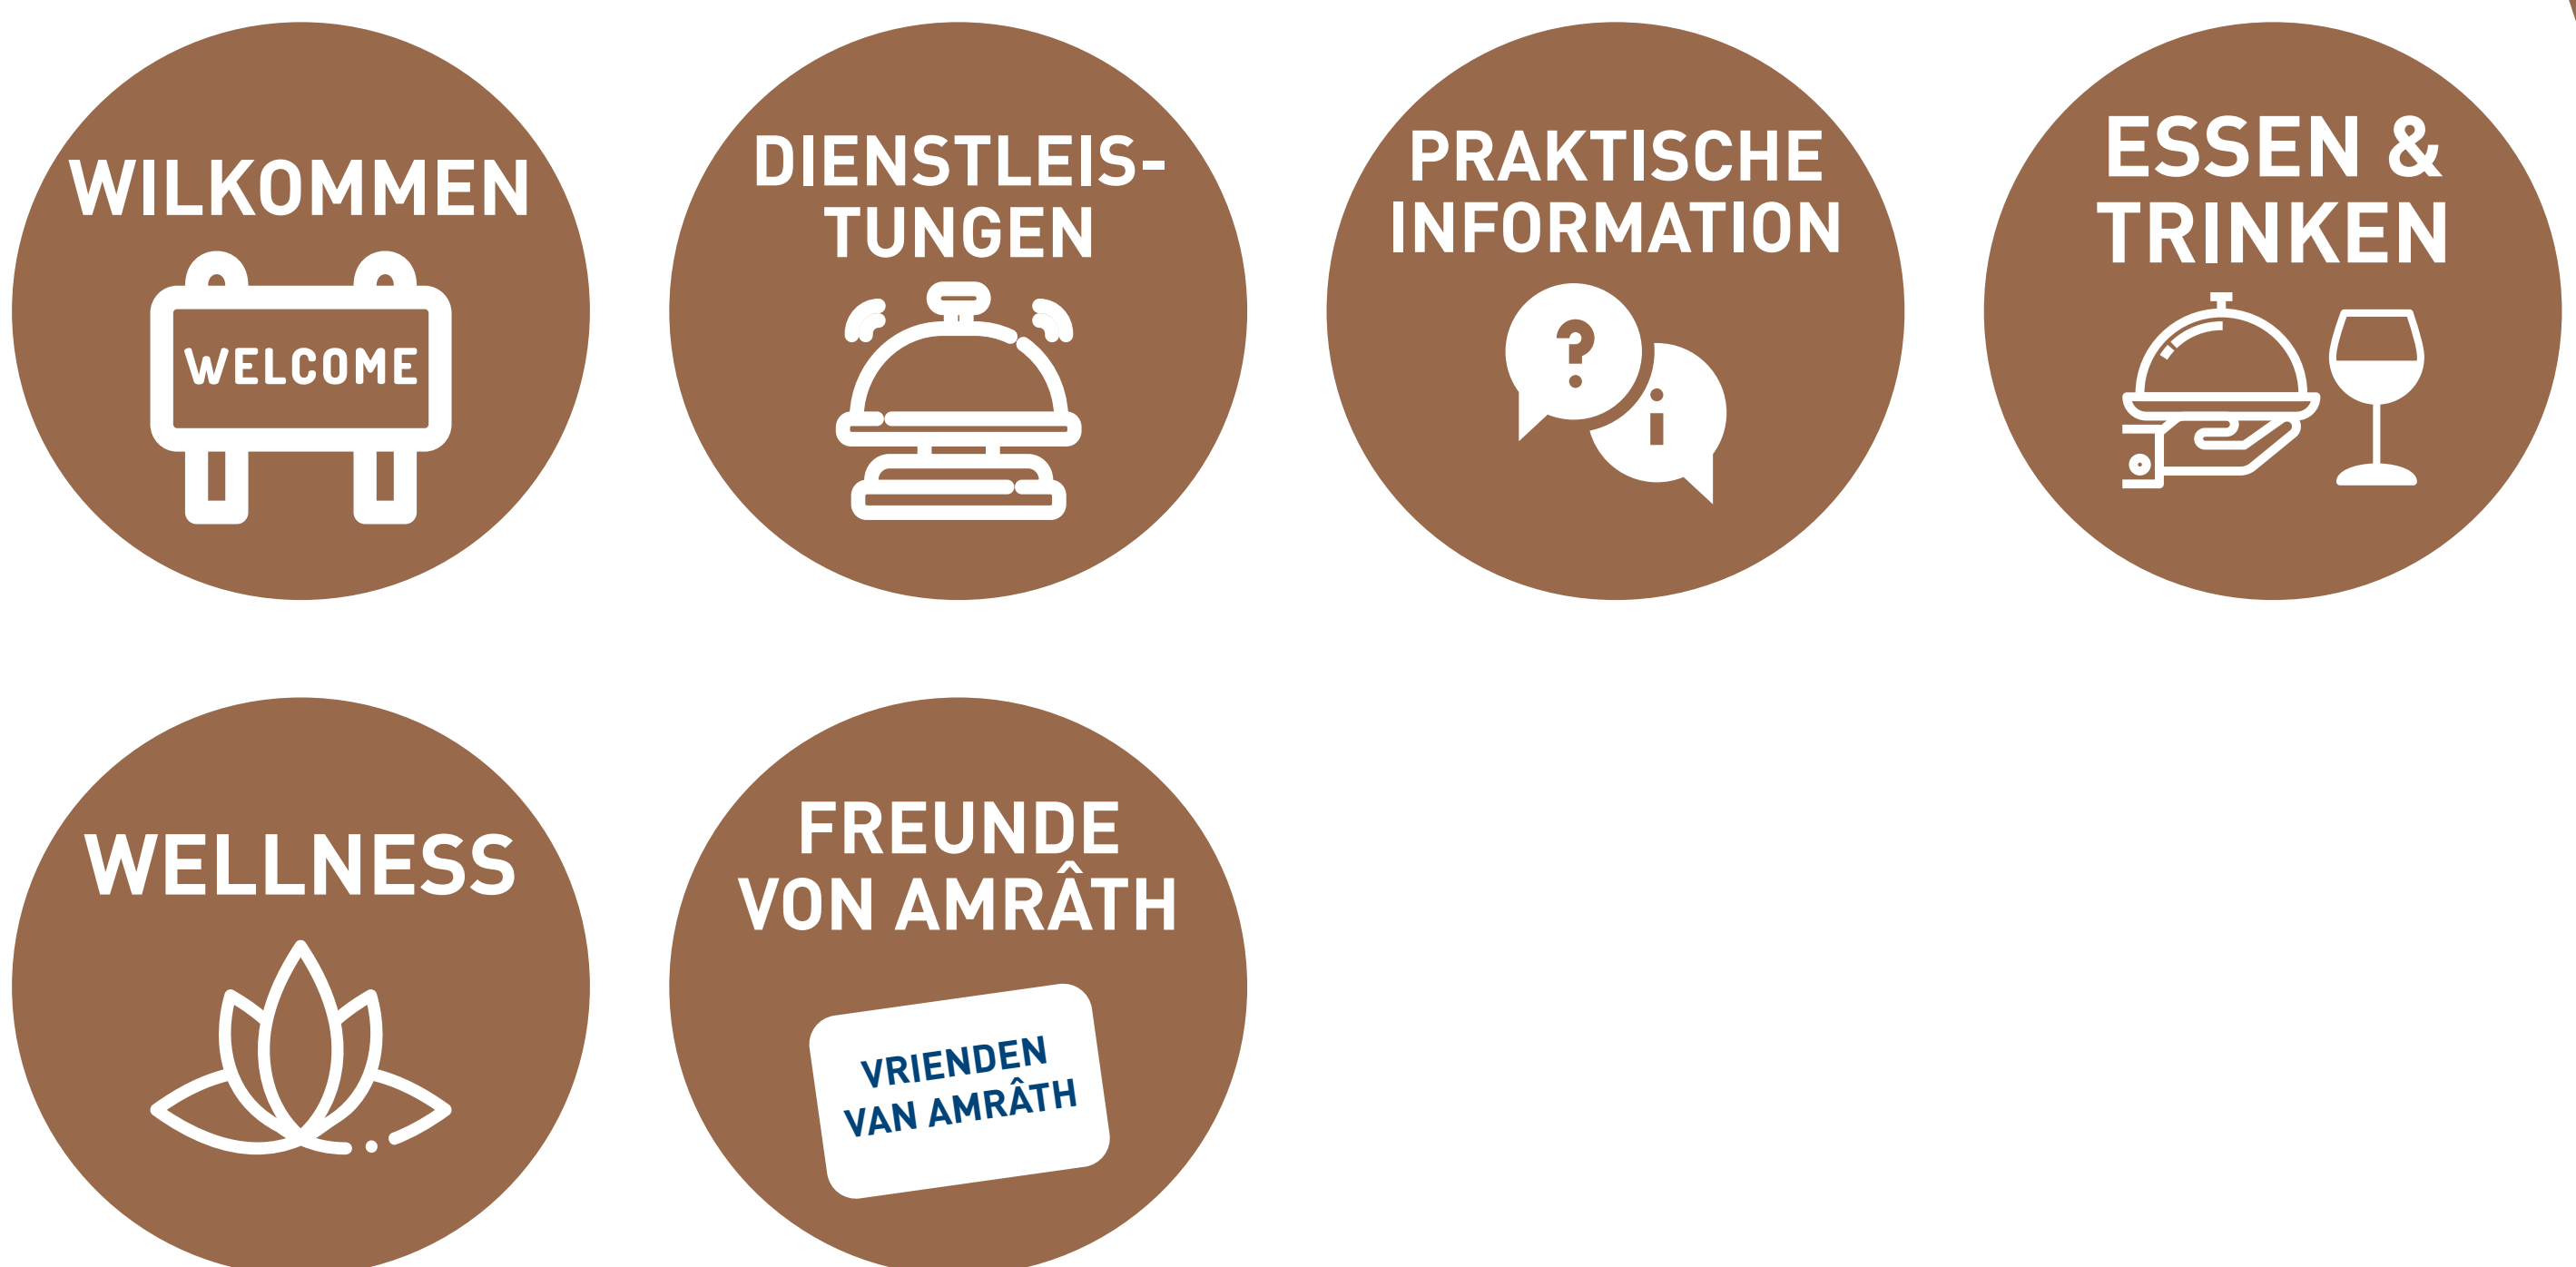 WILKOMMEN
WELCOME
DIENSTLEIS-
TUNGEN
PRAKTISCHE
INFORMATION
?
i
ESSEN &
TRINKEN
WELLNESS
FREUNDE
VON AMRÂTH
VRIENDEN
VAN AMRÂTH